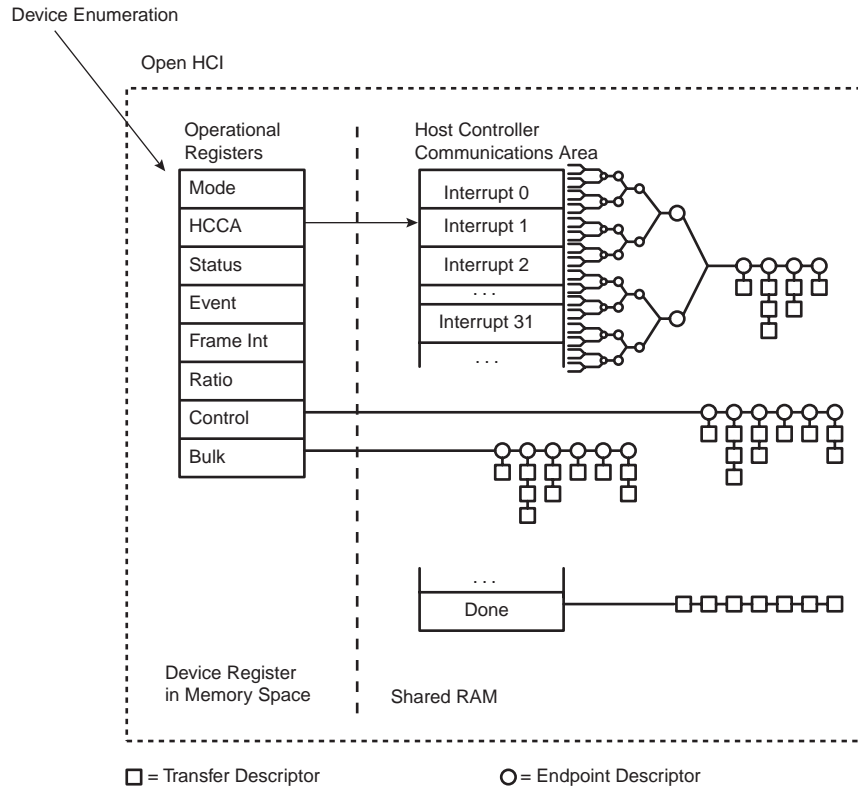 Device Enumeration
Open HCI
Operational
Registers
Mode
HCCA
Status
Event
Frame Int
Ratio
Control
Bulk
Host Controller
Communications Area
Interrupt 0
Interrupt 1
Interrupt 2
. . .
Interrupt 31
. . .
. . .
Done
Device Register
in Memory Space
Shared RAM
= Transfer Descriptor
= Endpoint Descriptor